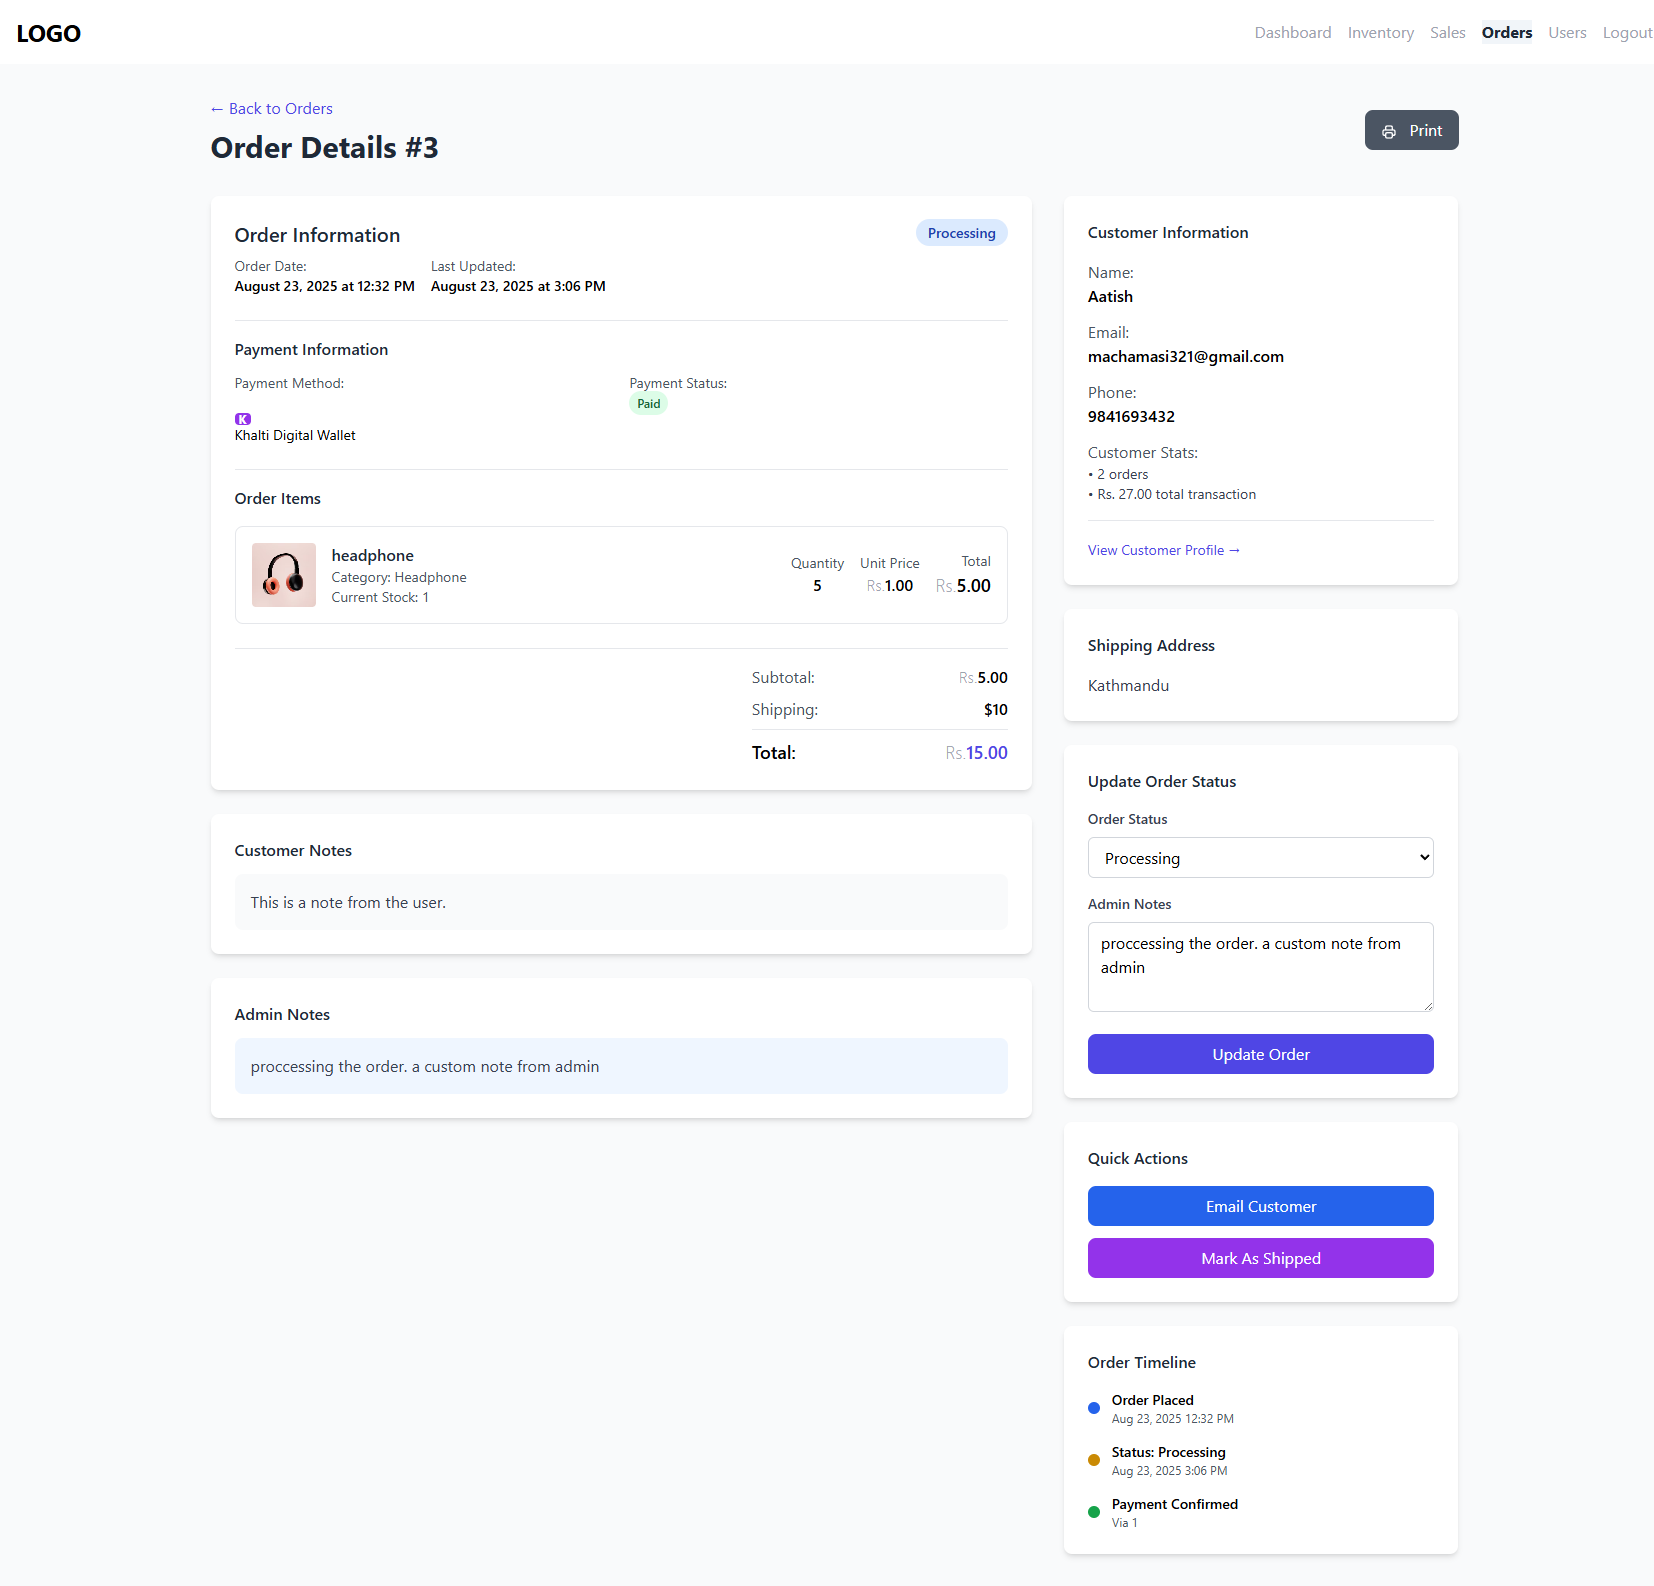 LOGO
Dashboard Inventory Sales Orders Users Logout
← Back to Orders
Order Details #3
Print
Order Information
Processing
Order Date:
August 23, 2025 at 12:32 PM
Last Updated:
August 23, 2025 at 3:06 PM
Payment Information
Payment Method:
K
Khalti Digital Wallet
Payment Status:
Paid
Order Items
headphone
Category: Headphone
Current Stock: 1
Quantity
5
Unit Price
Rs.1.00
Total
Rs.5.00
Subtotal: Rs.5.00
Shipping: $10
Total: Rs.15.00
Customer Notes
This is a note from the user.
Admin Notes
proccessing the order. a custom note from admin
Customer Information
Name:
Aatish
Email:
machamasi321@gmail.com
Phone:
9841693432
Customer Stats:
• 2 orders
• Rs. 27.00 total transaction
View Customer Profile →
Shipping Address
Kathmandu
Update Order Status
Order Status
Processing
Admin Notes
proccessing the order. a custom note from
admin
Update Order
Quick Actions
Email Customer
Mark As Shipped
Order Timeline
Order Placed
Aug 23, 2025 12:32 PM
Status: Processing
Aug 23, 2025 3:06 PM
Payment Confirmed
Via 1